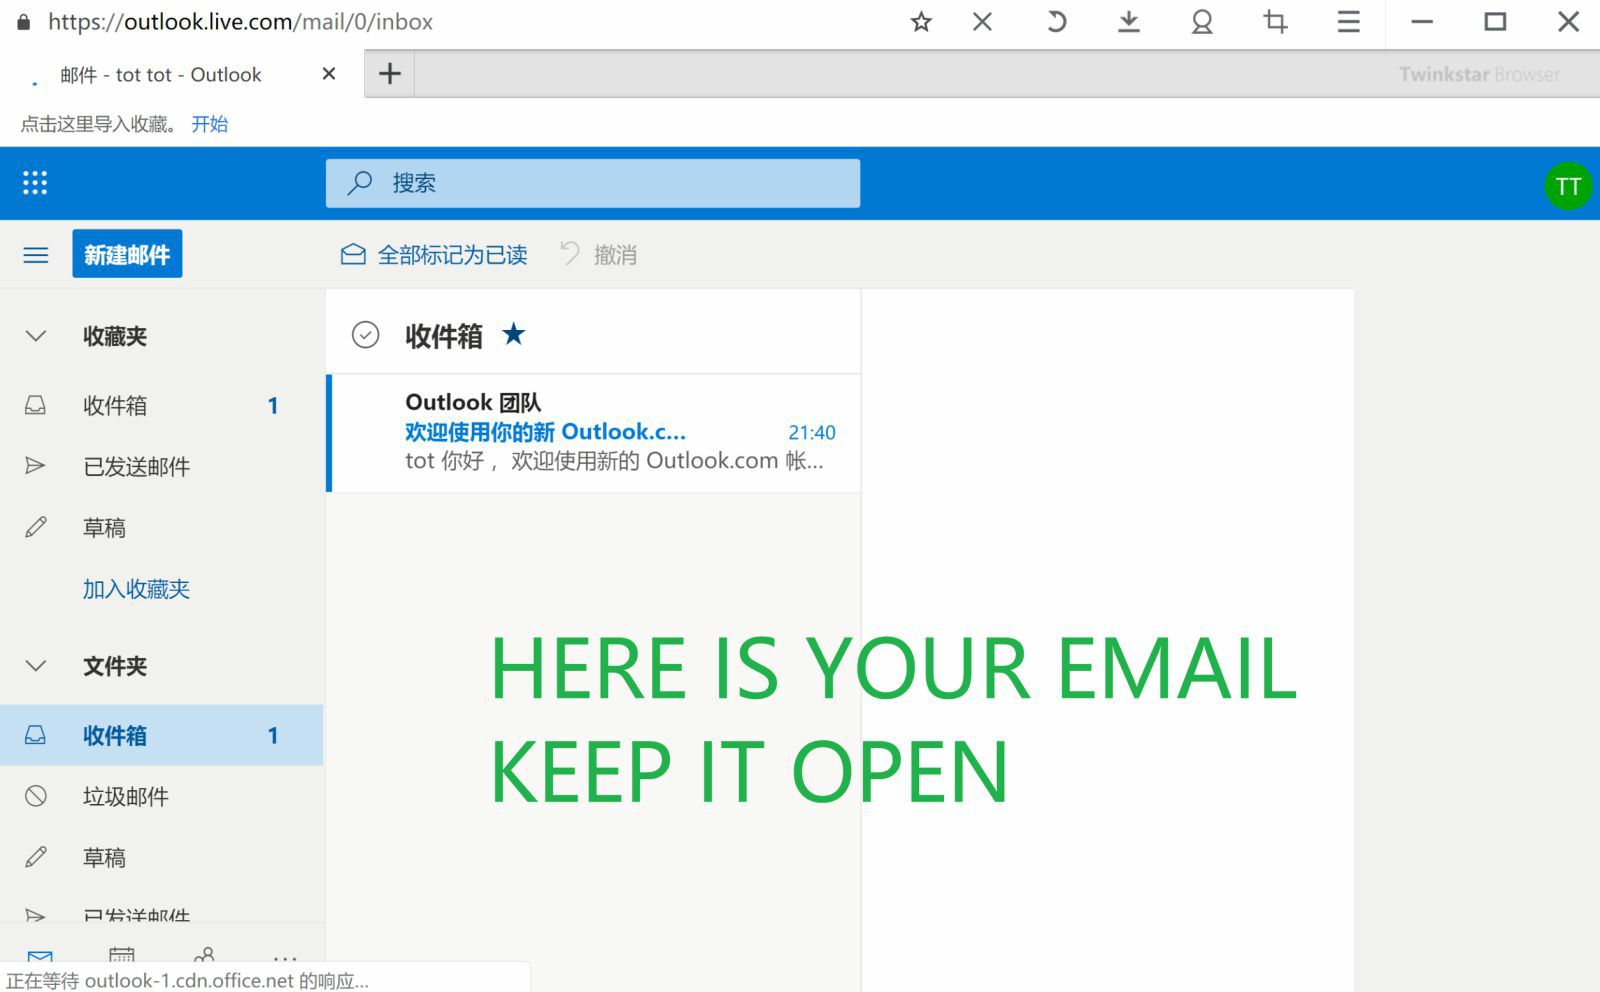 https://outlook.live.com/mail/0/inbox
邮件 - tot tot - Outlook
Twinkstar Browser
点击这里导入收藏。 开始
搜索
TT
新建邮件
全部标记为已读
撤消
收藏夹
收件箱 1
已发送邮件
草稿
加入收藏夹
文件夹
收件箱 1
垃圾邮件
草稿
已发送邮件
收件箱
Outlook 团队
欢迎使用你的新 Outlook.c... 21:40
tot 你好，欢迎使用新的 Outlook.com 帐...
HERE IS YOUR EMAIL
KEEP IT OPEN
正在等待 outlook-1.cdn.office.net 的响应...